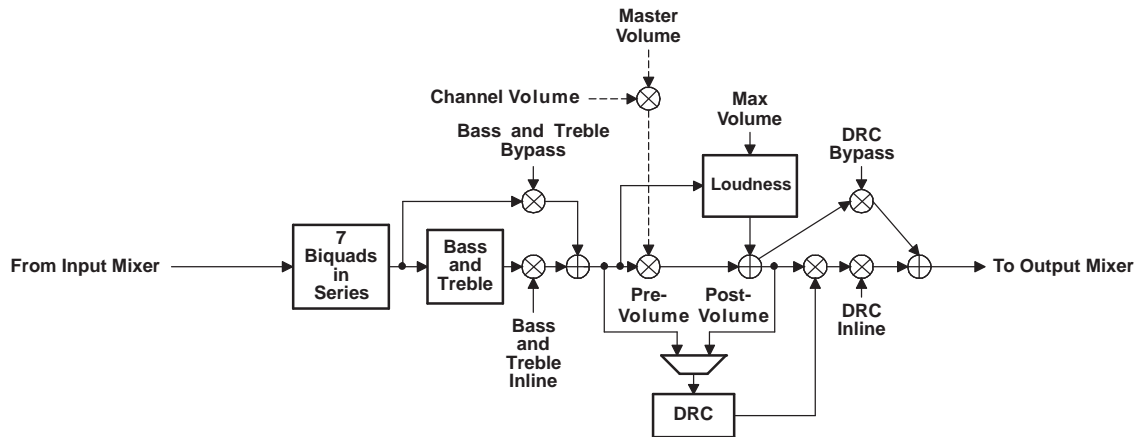 Master
Volume
Channel Volume
Max
Volume
Bass and Treble
Bypass
DRC
Bypass
Loudness
7
Biquads
in
Series
Bass
and
Treble
From Input Mixer
To Output Mixer
Pre-
Volume
Post-
Volume
DRC
Inline
Bass
and
Treble
Inline
DRC